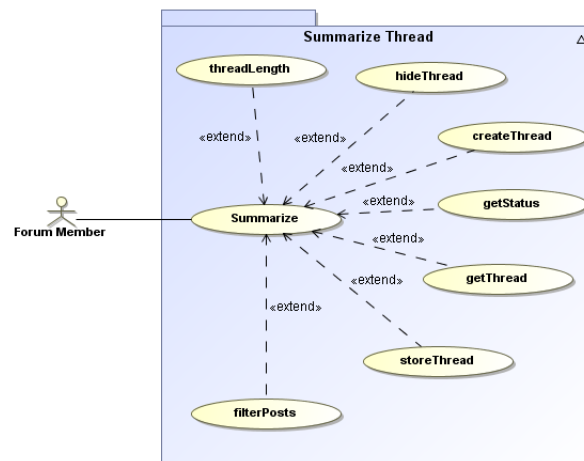 Summarize Thread
threadLength
hideThread
«extend»
«extend»
createThread
«extend»
getStatus
«extend»
Summarize
Forum Member
getThread
«extend»
«extend»
«extend»
storeThread
filterPosts